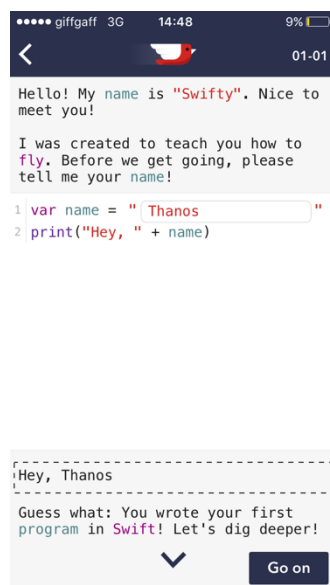 giffgaff 3G 14:48 9%
01-01
Hello! My name is "Swifty". Nice to
meet you!
I was created to teach you how to
fly. Before we get going, please
tell me your name!
1 var name = " Thanos "
2 print("Hey, " + name)
Hey, Thanos
Guess what: You wrote your first
program in Swift! Let's dig deeper!
Go on